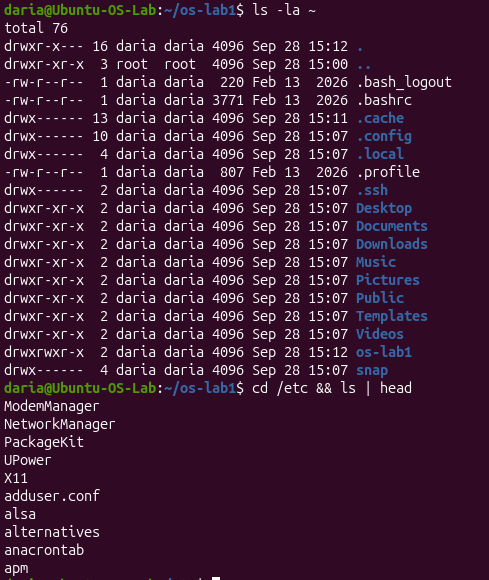 daria@Ubuntu-OS-Lab:~/os-lab1$ ls -la ~
total 76
drwxr-x--- 16 daria daria 4096 Sep 28 15:12 .
drwxr-xr-x  3 root  root  4096 Sep 28 15:00 ..
-rw-r--r--  1 daria daria  220 Feb 13  2026 .bash_logout
-rw-r--r--  1 daria daria 3771 Feb 13  2026 .bashrc
drwx------ 13 daria daria 4096 Sep 28 15:11 .cache
drwx------ 10 daria daria 4096 Sep 28 15:07 .config
drwx------  4 daria daria 4096 Sep 28 15:07 .local
-rw-r--r--  1 daria daria  807 Feb 13  2026 .profile
drwx------  2 daria daria 4096 Sep 28 15:07 .ssh
drwxr-xr-x  2 daria daria 4096 Sep 28 15:07 Desktop
drwxr-xr-x  2 daria daria 4096 Sep 28 15:07 Documents
drwxr-xr-x  2 daria daria 4096 Sep 28 15:07 Downloads
drwxr-xr-x  2 daria daria 4096 Sep 28 15:07 Music
drwxr-xr-x  2 daria daria 4096 Sep 28 15:07 Pictures
drwxr-xr-x  2 daria daria 4096 Sep 28 15:07 Public
drwxr-xr-x  2 daria daria 4096 Sep 28 15:07 Templates
drwxr-xr-x  2 daria daria 4096 Sep 28 15:07 Videos
drwxrwxr-x  2 daria daria 4096 Sep 28 15:12 os-lab1
drwx------  4 daria daria 4096 Sep 28 15:07 snap
daria@Ubuntu-OS-Lab:~/os-lab1$ cd /etc && ls | head
ModemManager
NetworkManager
PackageKit
UPower
X11
adduser.conf
alsa
alternatives
anacrontab
apm